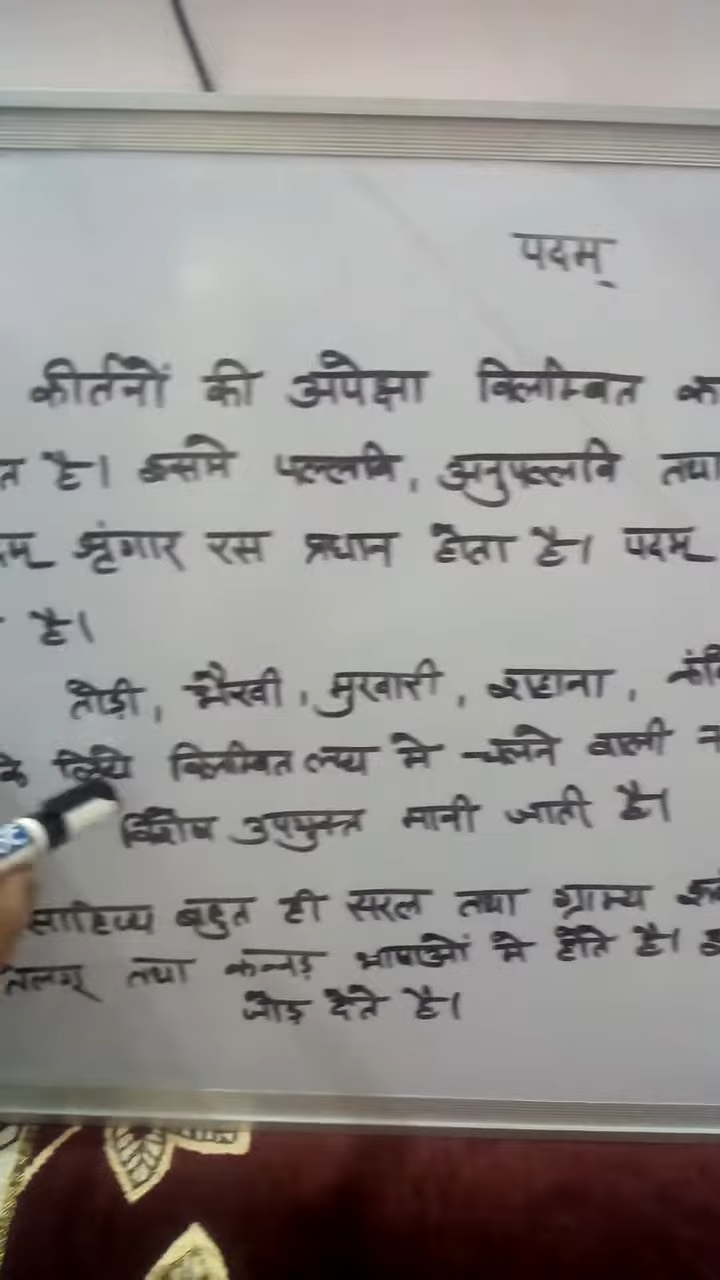 पदम्
कीर्तनों की अपेक्षा विलम्बित
है। इसमे पल्लवि, अनुपल्लवि तथा
श्रृंगार रस प्रधान होता है। पदम्
है।
तोड़ी, भैरवी, मुखारी, शहाना,
के लिये विलम्बित लय मे चलने वाली
विशेष उपयुक्त मानी जाती है।
साहित्य बहुत ही सरल तथा ग्राम्य
तथा कन्नड़ भाषाओं मे होते है।
जोड़ देते है।